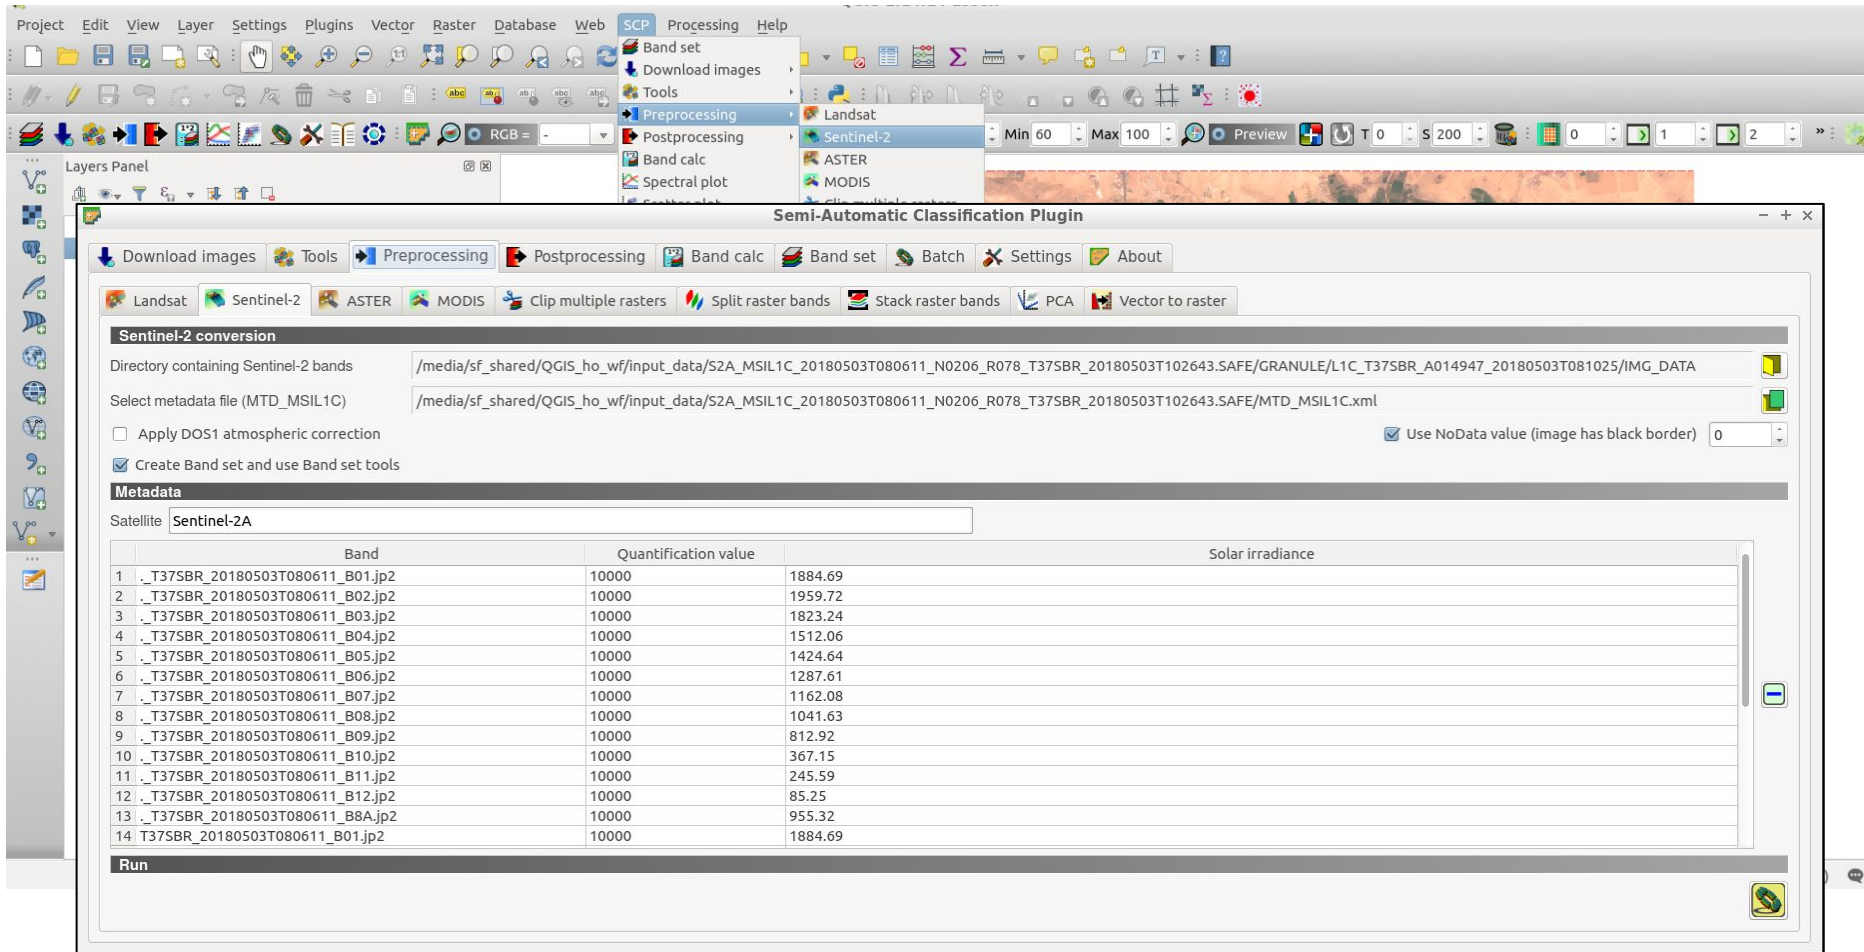 Project Edit View Layer Settings Plugins Vector Raster Database Web SCP Processing Help
Band set
Download images
Tools
Preprocessing
Postprocessing
Band calc
Spectral plot
Landsat
Sentinel-2
ASTER
MODIS
RGB = -
Min 60 Max 100 Preview T 0 S 200 0 1 2 »
Layers Panel
Semi-Automatic Classification Plugin
Download images Tools Preprocessing Postprocessing Band calc Band set Batch Settings About
Landsat Sentinel-2 ASTER MODIS Clip multiple rasters Split raster bands Stack raster bands PCA Vector to raster
Sentinel-2 conversion
Directory containing Sentinel-2 bands /media/sf_shared/QGIS_ho_wf/input_data/S2A_MSIL1C_20180503T080611_N0206_R078_T37SBR_20180503T102643.SAFE/GRANULE/L1C_T37SBR_A014947_20180503T081025/IMG_DATA
Select metadata file (MTD_MSIL1C) /media/sf_shared/QGIS_ho_wf/input_data/S2A_MSIL1C_20180503T080611_N0206_R078_T37SBR_20180503T102643.SAFE/MTD_MSIL1C.xml
Apply DOS1 atmospheric correction Use NoData value (image has black border) 0
Create Band set and use Band set tools
Metadata
Satellite Sentinel-2A
Band Quantification value Solar irradiance
1 ._T37SBR_20180503T080611_B01.jp2 10000 1884.69
2 ._T37SBR_20180503T080611_B02.jp2 10000 1959.72
3 ._T37SBR_20180503T080611_B03.jp2 10000 1823.24
4 ._T37SBR_20180503T080611_B04.jp2 10000 1512.06
5 ._T37SBR_20180503T080611_B05.jp2 10000 1424.64
6 ._T37SBR_20180503T080611_B06.jp2 10000 1287.61
7 ._T37SBR_20180503T080611_B07.jp2 10000 1162.08
8 ._T37SBR_20180503T080611_B08.jp2 10000 1041.63
9 ._T37SBR_20180503T080611_B09.jp2 10000 812.92
10 ._T37SBR_20180503T080611_B10.jp2 10000 367.15
11 ._T37SBR_20180503T080611_B11.jp2 10000 245.59
12 ._T37SBR_20180503T080611_B12.jp2 10000 85.25
13 ._T37SBR_20180503T080611_B8A.jp2 10000 955.32
14 T37SBR_20180503T080611_B01.jp2 10000 1884.69
Run